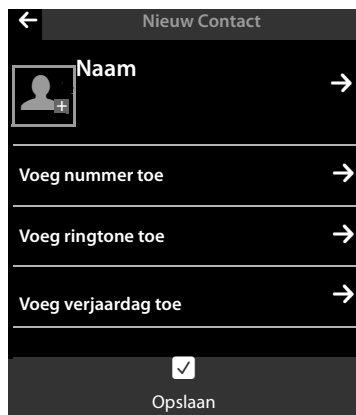 Nieuw Contact
Naam
Voeg nummer toe
Voeg ringtone toe
Voeg verjaardag toe
Opslaan